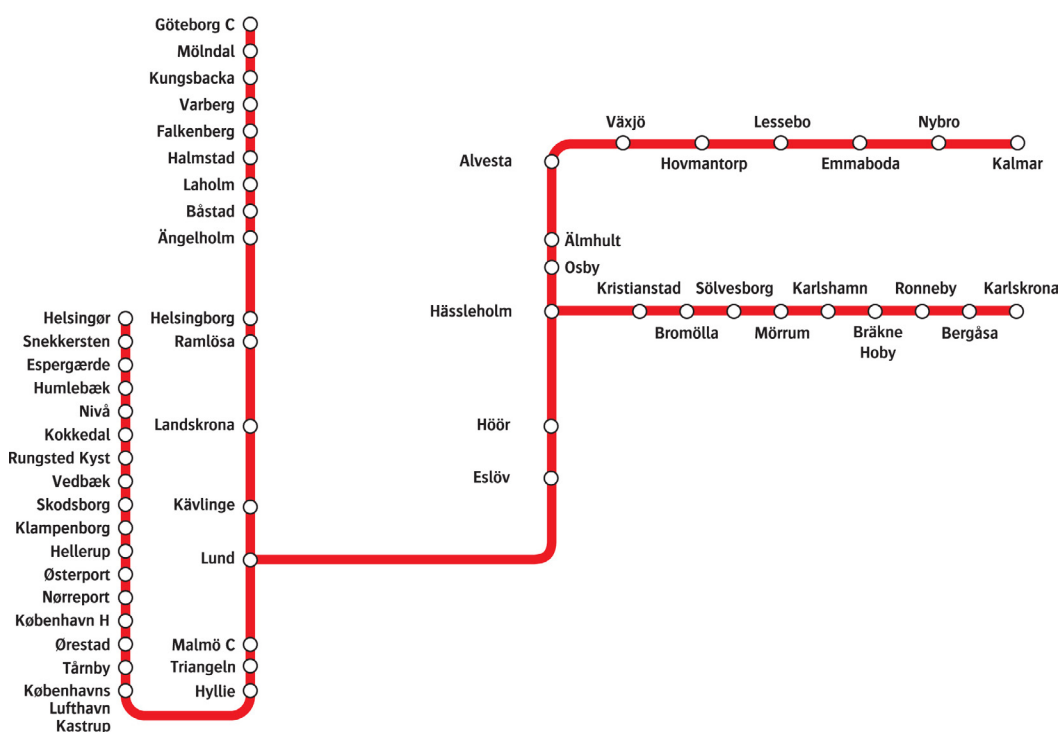 Göteborg C
Mölndal
Kungsbacka
Varberg
Falkenberg
Halmstad
Laholm
Båstad
Ängelholm
Helsingborg
Ramlösa
Landskrona
Kävlinge
Lund
Malmö C
Triangeln
Hyllie
Helsingør
Snekkersten
Espergærde
Humlebæk
Nivå
Kokkedal
Rungsted Kyst
Vedbæk
Skodsborg
Klampenborg
Hellerup
Østerport
Nørreport
København H
Ørestad
Tårnby
Københavns
Lufthavn
Kastrup
Växjö
Lessebo
Nybro
Alvesta
Hovmantorp
Emmaboda
Kalmar
Älmhult
Osby
Hässleholm
Kristianstad
Sölvesborg
Karlshamn
Ronneby
Karlskrona
Bromölla
Mörrum
Bräkne
Hoby
Bergåsa
Höör
Eslöv